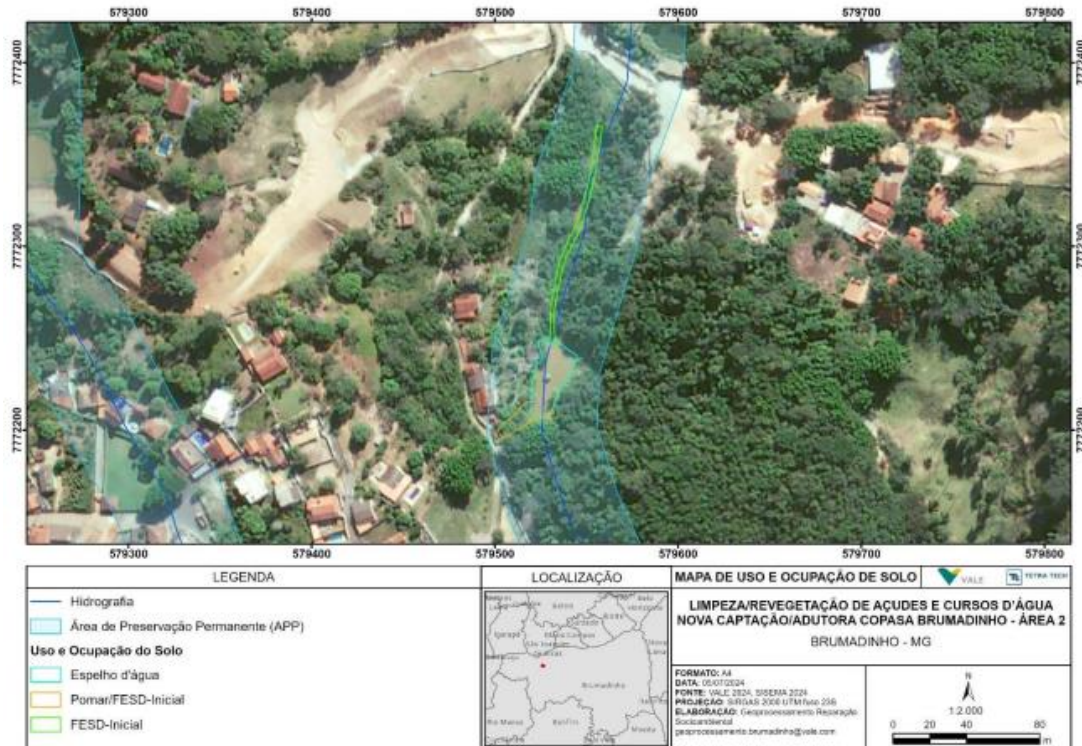 579300 579400 579500 579600 579700 579800
7772400 7772400
7772300 7772300
7772200 7772200
579300 579400 579500 579600 579700 579800
LEGENDA
Hidrografia
Área de Preservação Permanente (APP)
Uso e Ocupação do Solo
Espelho d'água
Pomar/FESD-Inicial
FESD-Inicial
LOCALIZAÇÃO
Brumadinho
MAPA DE USO E OCUPAÇÃO DE SOLO
VALE
TETRA TECH
LIMPEZA/REVEGETAÇÃO DE AÇUDES E CURSOS D'ÁGUA
NOVA CAPTAÇÃO/ADUTORA COPASA BRUMADINHO - ÁREA 2
BRUMADINHO - MG
FORMATO: A4
DATA: 05/07/2024
FONTE: VALE 2024, SISEMA 2024
PROJEÇÃO: SIRGAS 2000 UTM fuso 23S
ELABORAÇÃO: Geoprocessamento Reparação
Socioambiental
geoprocessamento.brumadinho@vale.com
N
1:2.000
0 20 40 80
m